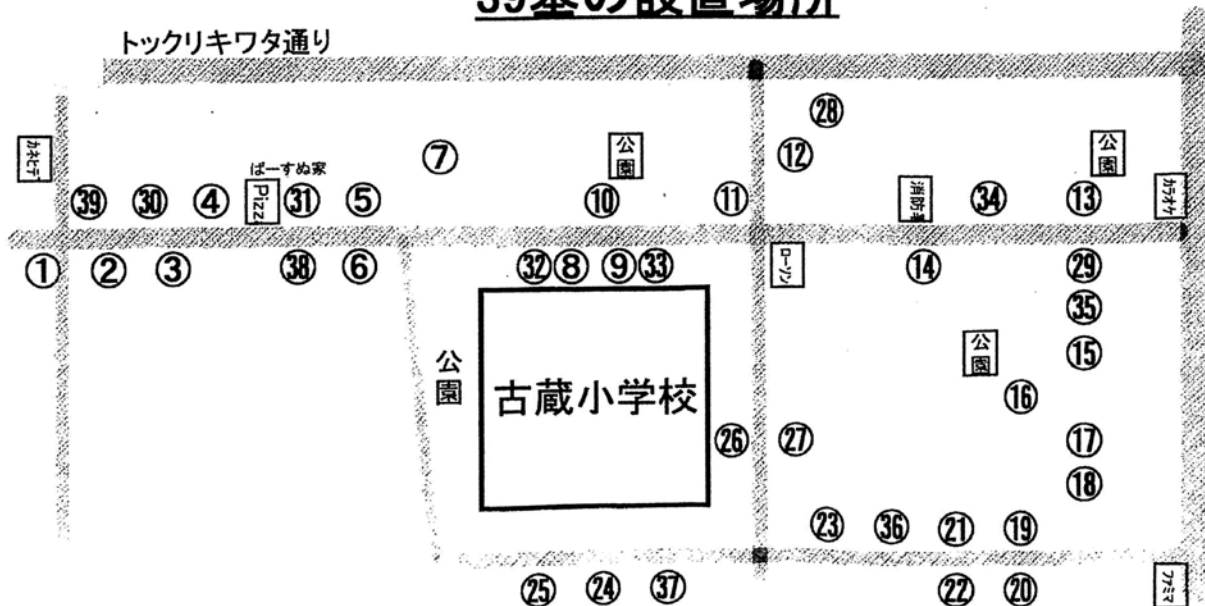 39基の設置場所
トックリキワタ通り
㉘
カネヒデ
⑦
公園
⑫
公園
ぱーすぬ家
㊴
㉚
④
Pizz
㉛
⑤
⑩
⑪
消防署
㉞
⑬
カラオケ
①
②
③
㊳
⑥
㉜
⑧
⑨
㉝
ローソン
⑭
㉙
㉟
公園
古蔵小学校
公園
⑮
⑯
㉖
㉗
⑰
⑱
㉓
㊱
㉑
⑲
㉕
㉔
㊲
㉒
⑳
ファミマ